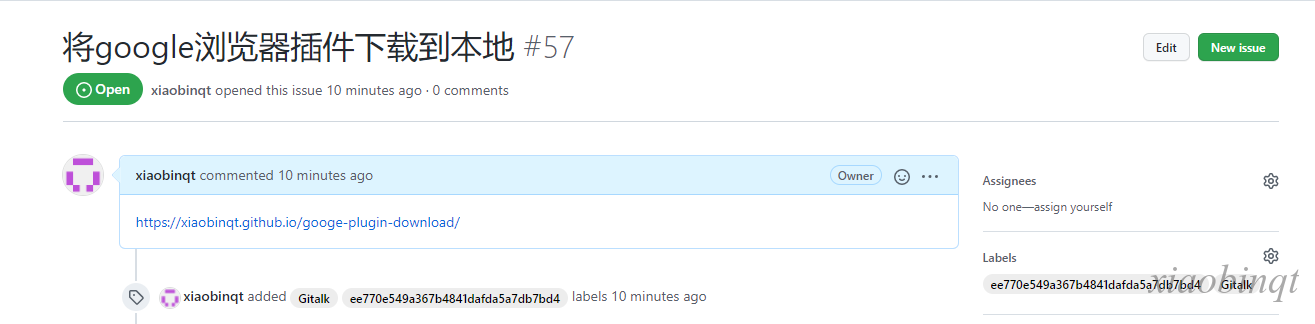 将google浏览器插件下载到本地 #57
Edit
New issue
Open
xiaobinqt opened this issue 10 minutes ago · 0 comments
xiaobinqt commented 10 minutes ago
Owner
https://xiaobinqt.github.io/googe-plugin-download/
xiaobinqt added Gitalk ee770e549a367b4841dafda5a7db7bd4 labels 10 minutes ago
Assignees
No one—assign yourself
Labels
ee770e549a367b4841dafda5a7db7bd4 Gitalk
xiaobinqt